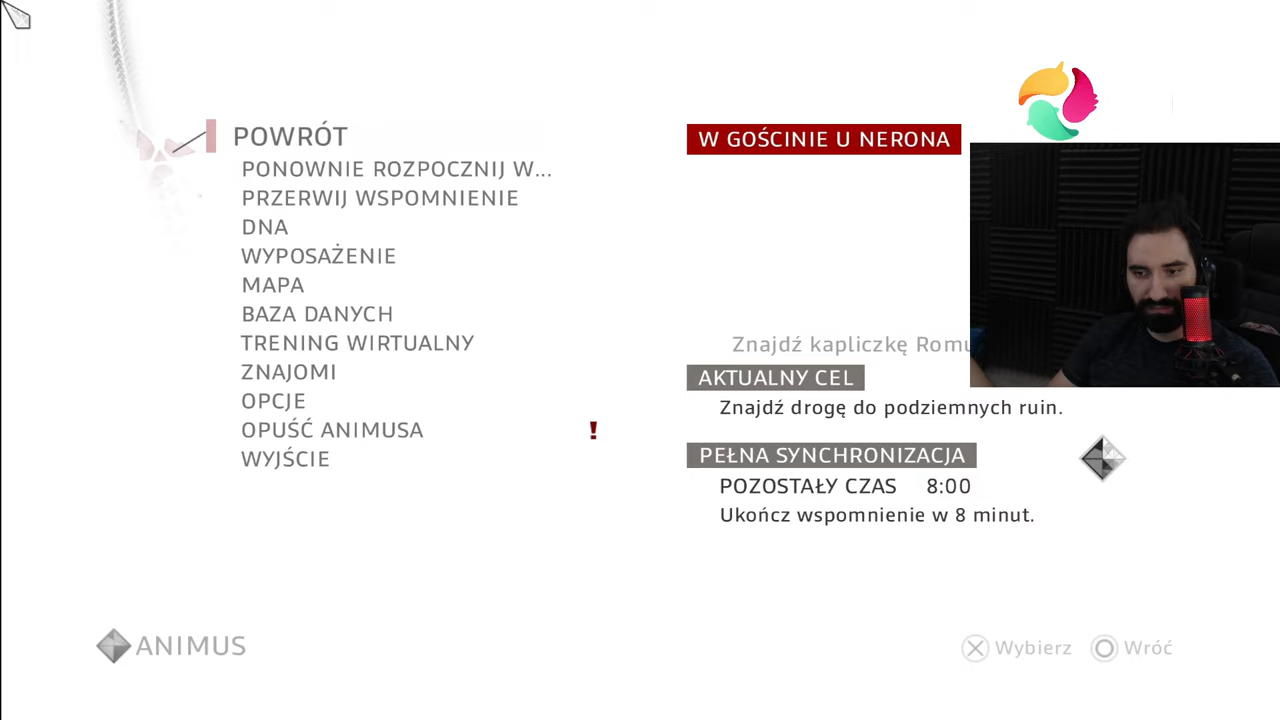 POWRÓT
PONOWNIE ROZPOCZNIJ W...
PRZERWIJ WSPOMNIENIE
DNA
WYPOSAŻENIE
MAPA
BAZA DANYCH
TRENING WIRTUALNY
ZNAJOMI
OPCJE
OPUŚĆ ANIMUSA !
WYJŚCIE
W GOŚCINIE U NERONA
Znajdź kapliczkę Romu
AKTUALNY CEL
Znajdź drogę do podziemnych ruin.
PEŁNA SYNCHRONIZACJA
POZOSTAŁY CZAS 8:00
Ukończ wspomnienie w 8 minut.
ANIMUS
Wybierz
Wróć